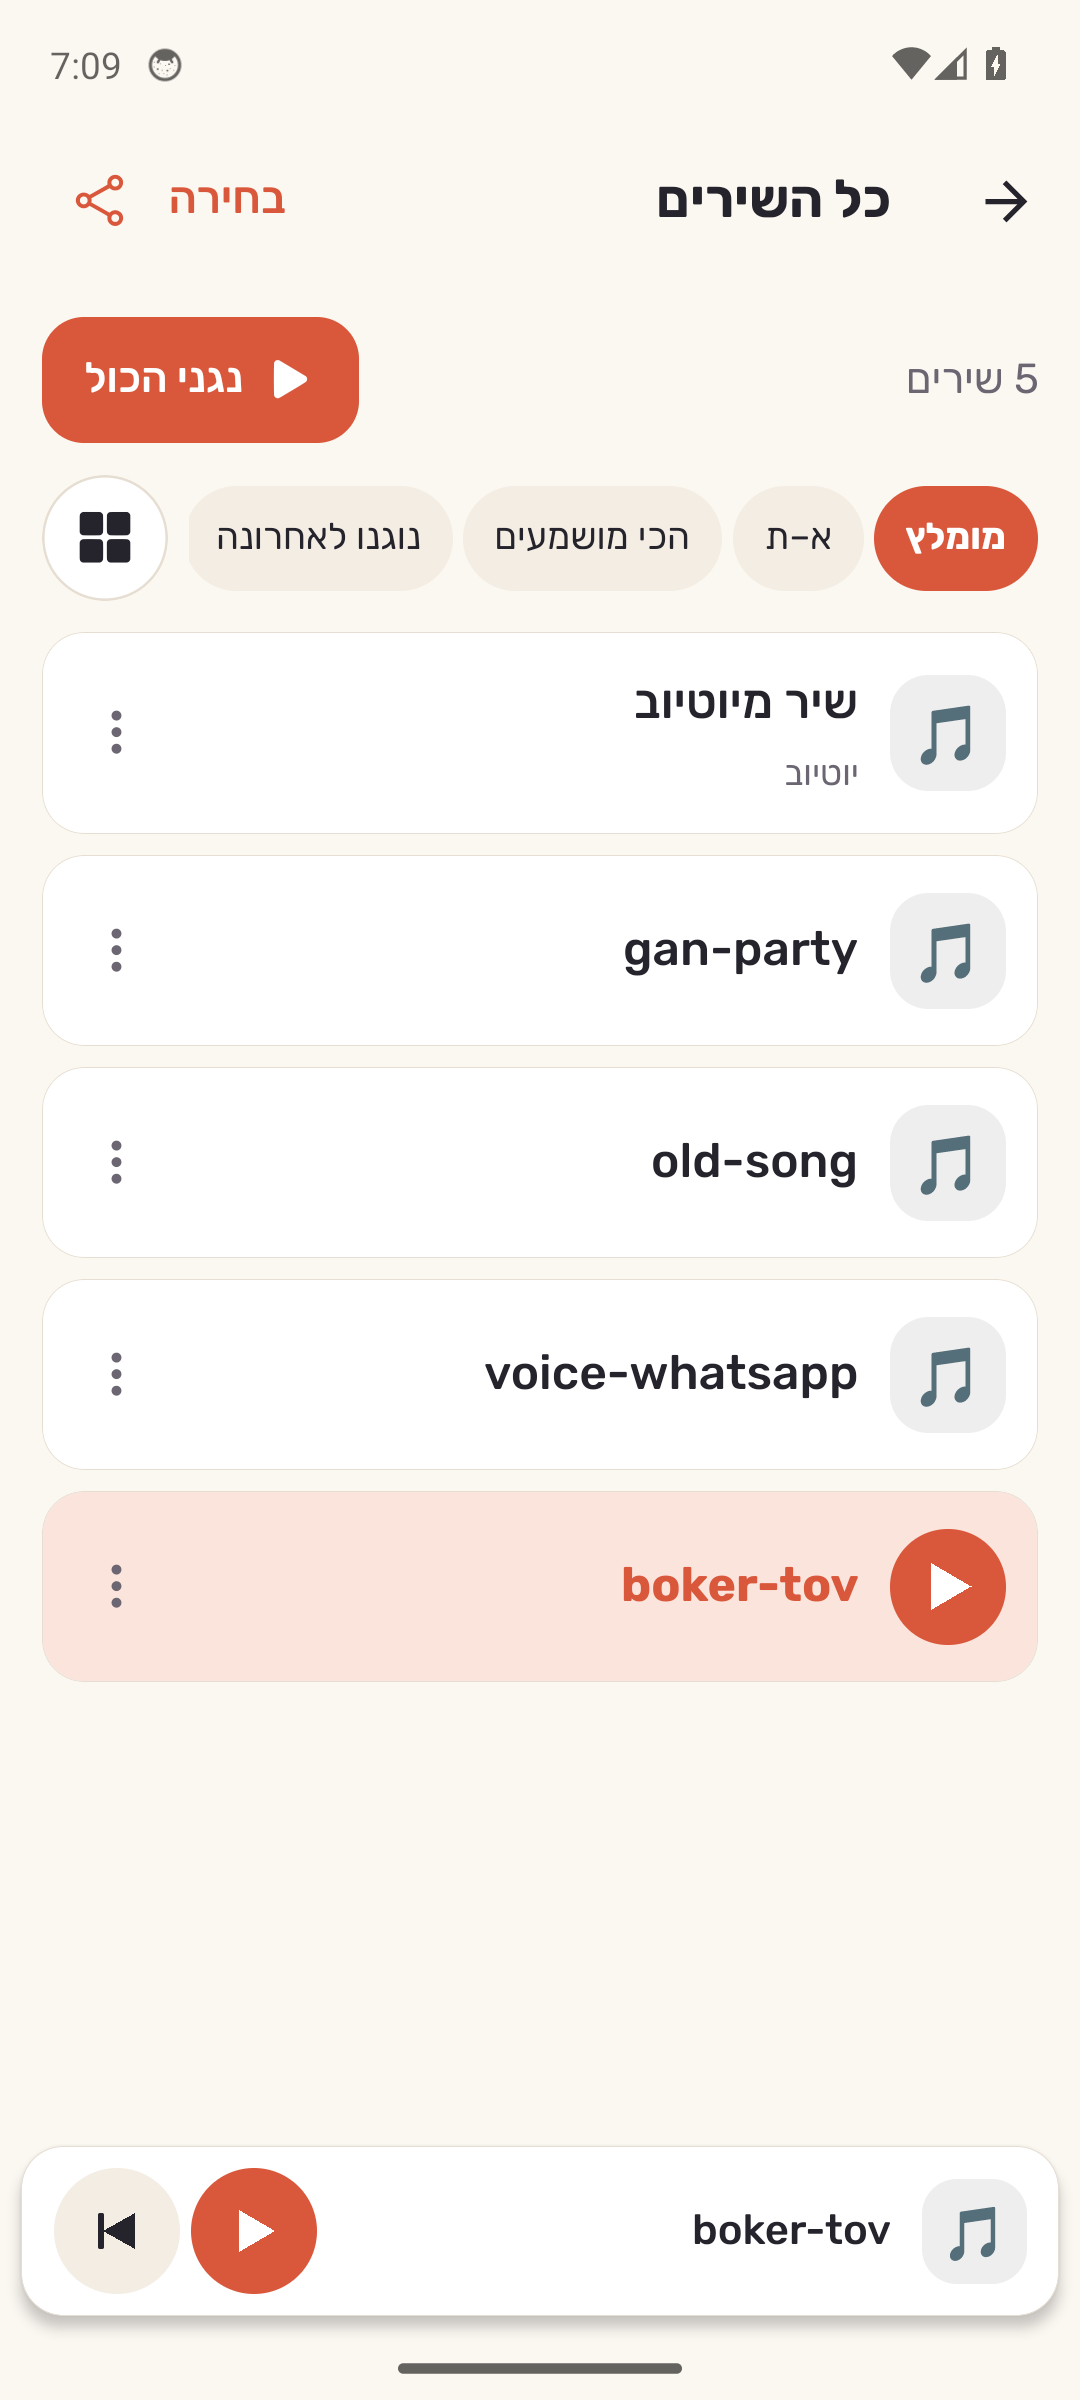 7:09
כל השירים
בחירה
5 שירים
נגני הכול
מומלץ
א-ת
הכי מושמעים
נוגנו לאחרונה
שיר מיוטיוב
יוטיוב
gan-party
old-song
voice-whatsapp
boker-tov
boker-tov